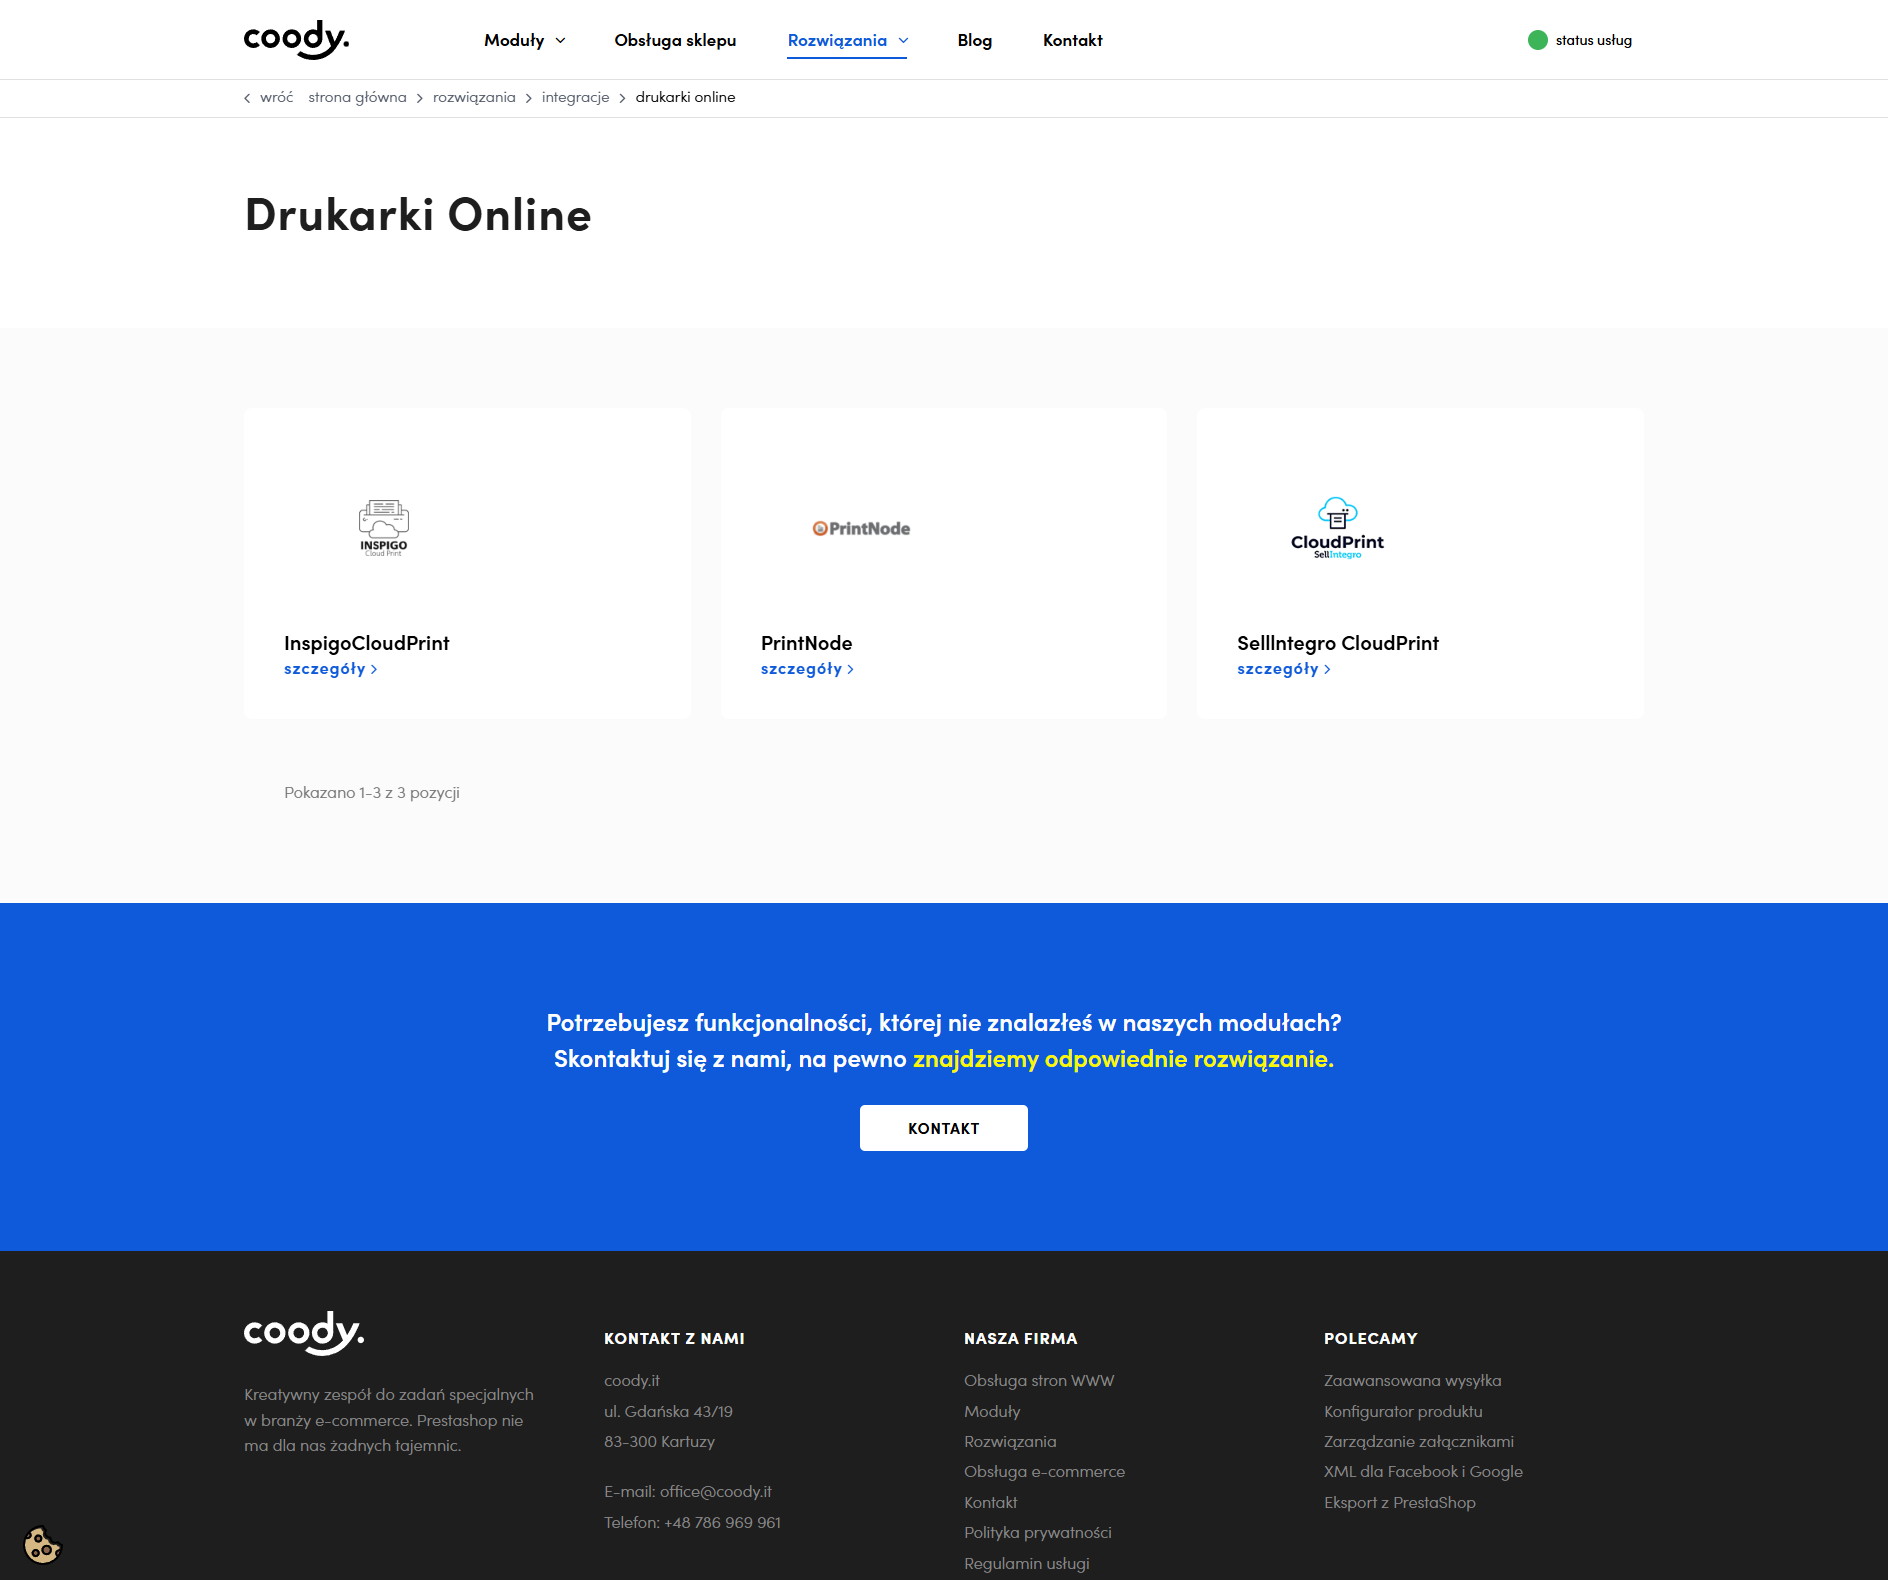 coody.
Moduły
Obsługa sklepu
Rozwiązania
Blog
Kontakt
status usług
wróć
strona główna
rozwiązania
integracje
drukarki online
Drukarki Online
INSPIGO
Cloud Print
PrintNode
CloudPrint
SellIntegro
InspigoCloudPrint
szczegóły
PrintNode
szczegóły
SellIntegro CloudPrint
szczegóły
Pokazano 1-3 z 3 pozycji
Potrzebujesz funkcjonalności, której nie znalazłeś w naszych modułach?
Skontaktuj się z nami, na pewno znajdziemy odpowiednie rozwiązanie.
KONTAKT
coody.
Kreatywny zespół do zadań specjalnych
w branży e-commerce. Prestashop nie
ma dla nas żadnych tajemnic.
KONTAKT Z NAMI
coody.it
ul. Gdańska 43/19
83-300 Kartuzy
E-mail: office@coody.it
Telefon: +48 786 969 961
NASZA FIRMA
Obsługa stron WWW
Moduły
Rozwiązania
Obsługa e-commerce
Kontakt
Polityka prywatności
Regulamin usługi
POLECAMY
Zaawansowana wysyłka
Konfigurator produktu
Zarządzanie załącznikami
XML dla Facebook i Google
Eksport z PrestaShop